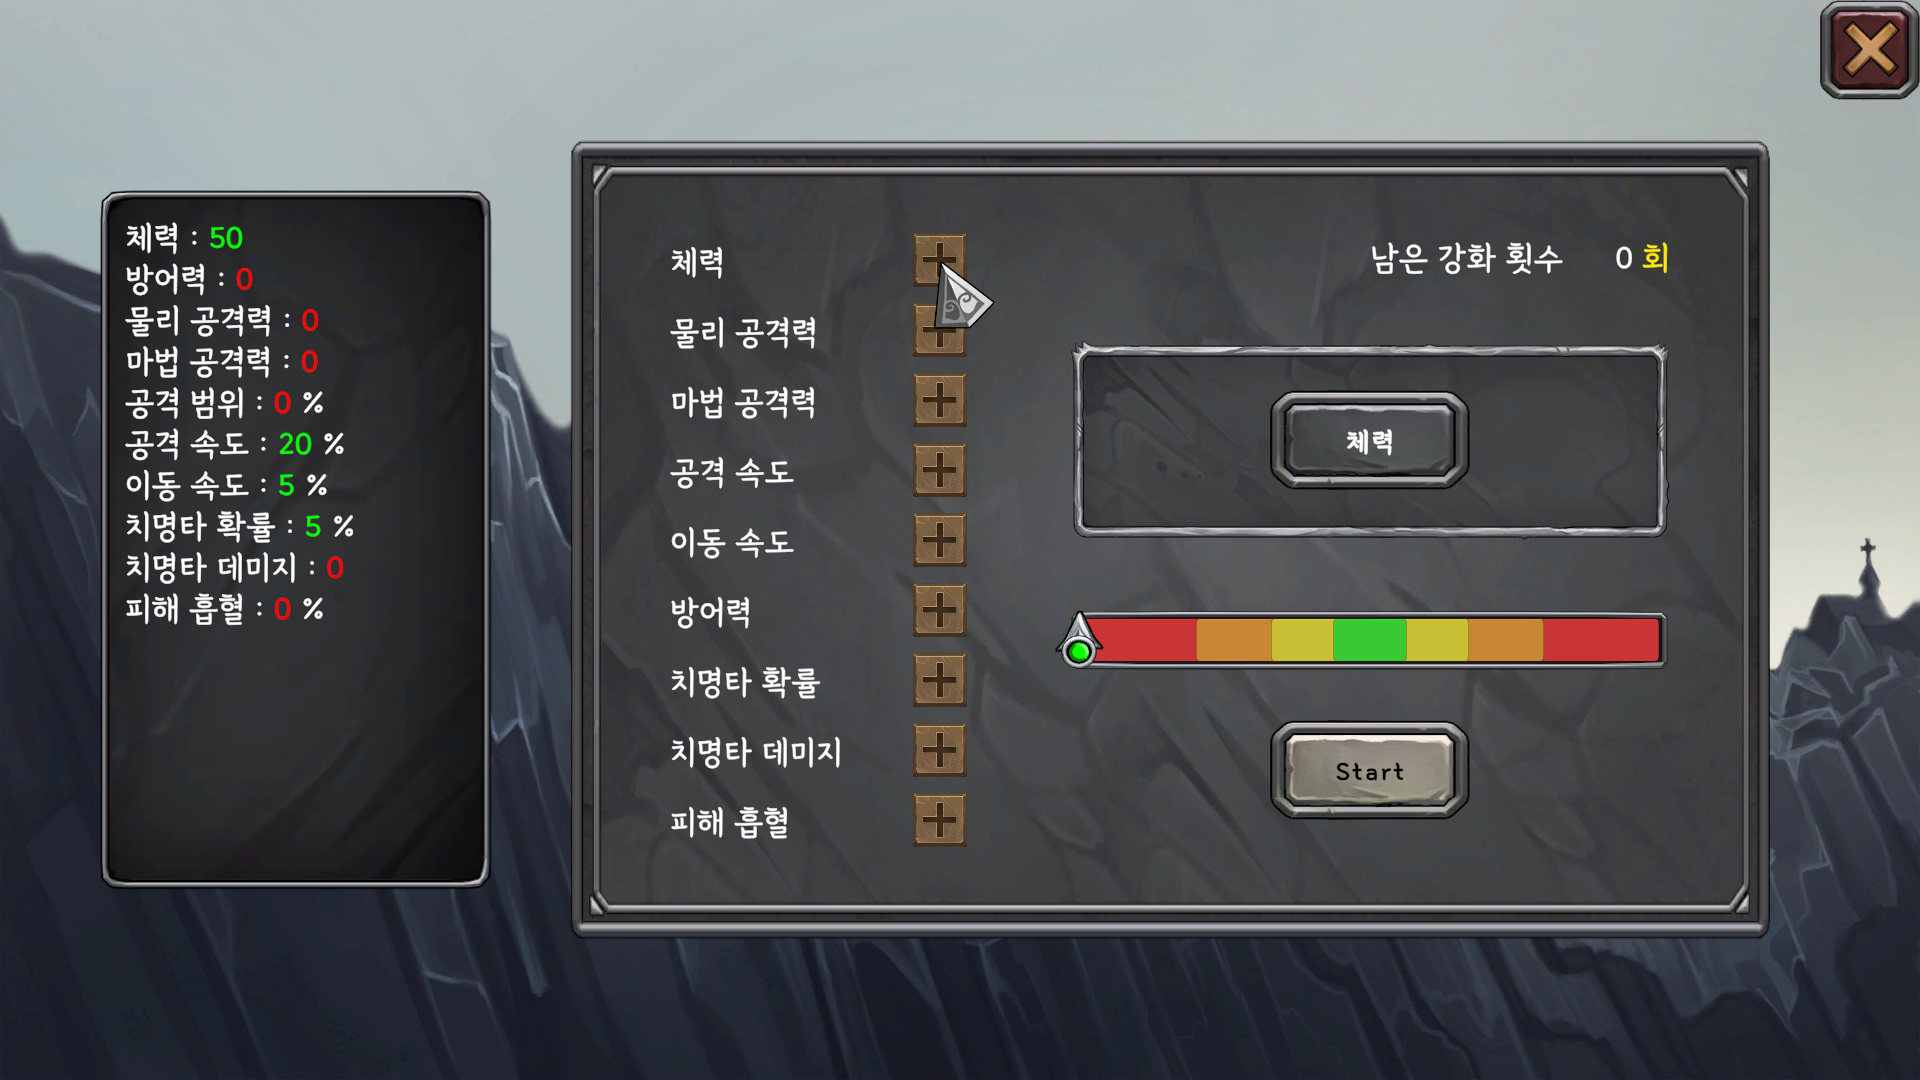 체력 : 50
방어력 : 0
물리 공격력 : 0
마법 공격력 : 0
공격 범위 : 0 %
공격 속도 : 20 %
이동 속도 : 5 %
치명타 확률 : 5 %
치명타 데미지 : 0
피해 흡혈 : 0 %
체력
물리 공격력
마법 공격력
공격 속도
이동 속도
방어력
치명타 확률
치명타 데미지
피해 흡혈
남은 강화 횟수 0 회
체력
Start